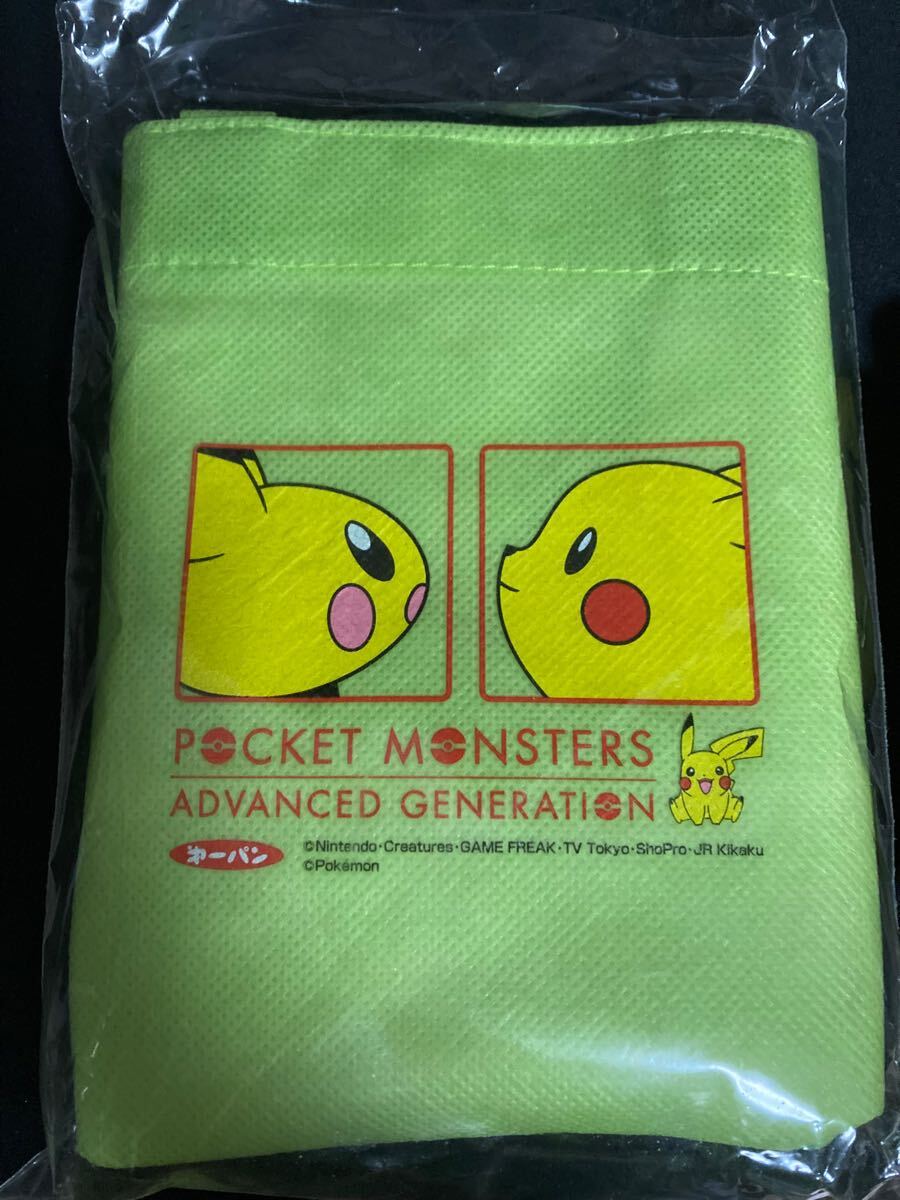 POCKET MONSTERS
ADVANCED GENERATION
第一パン
©Nintendo・Creatures・GAME FREAK・TV Tokyo・ShoPro・JR Kikaku
©Pokémon